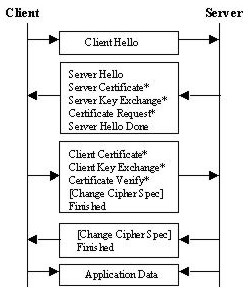 Client Server
Client Hello
Server Hello
Server Certificate*
Server Key Exchange*
Certificate Request*
Server Hello Done
Client Certificate*
Client Key Exchange*
Certificate Verify*
[Change Cipher Spec]
Finished
[Change Cipher Spec]
Finished
Application Data